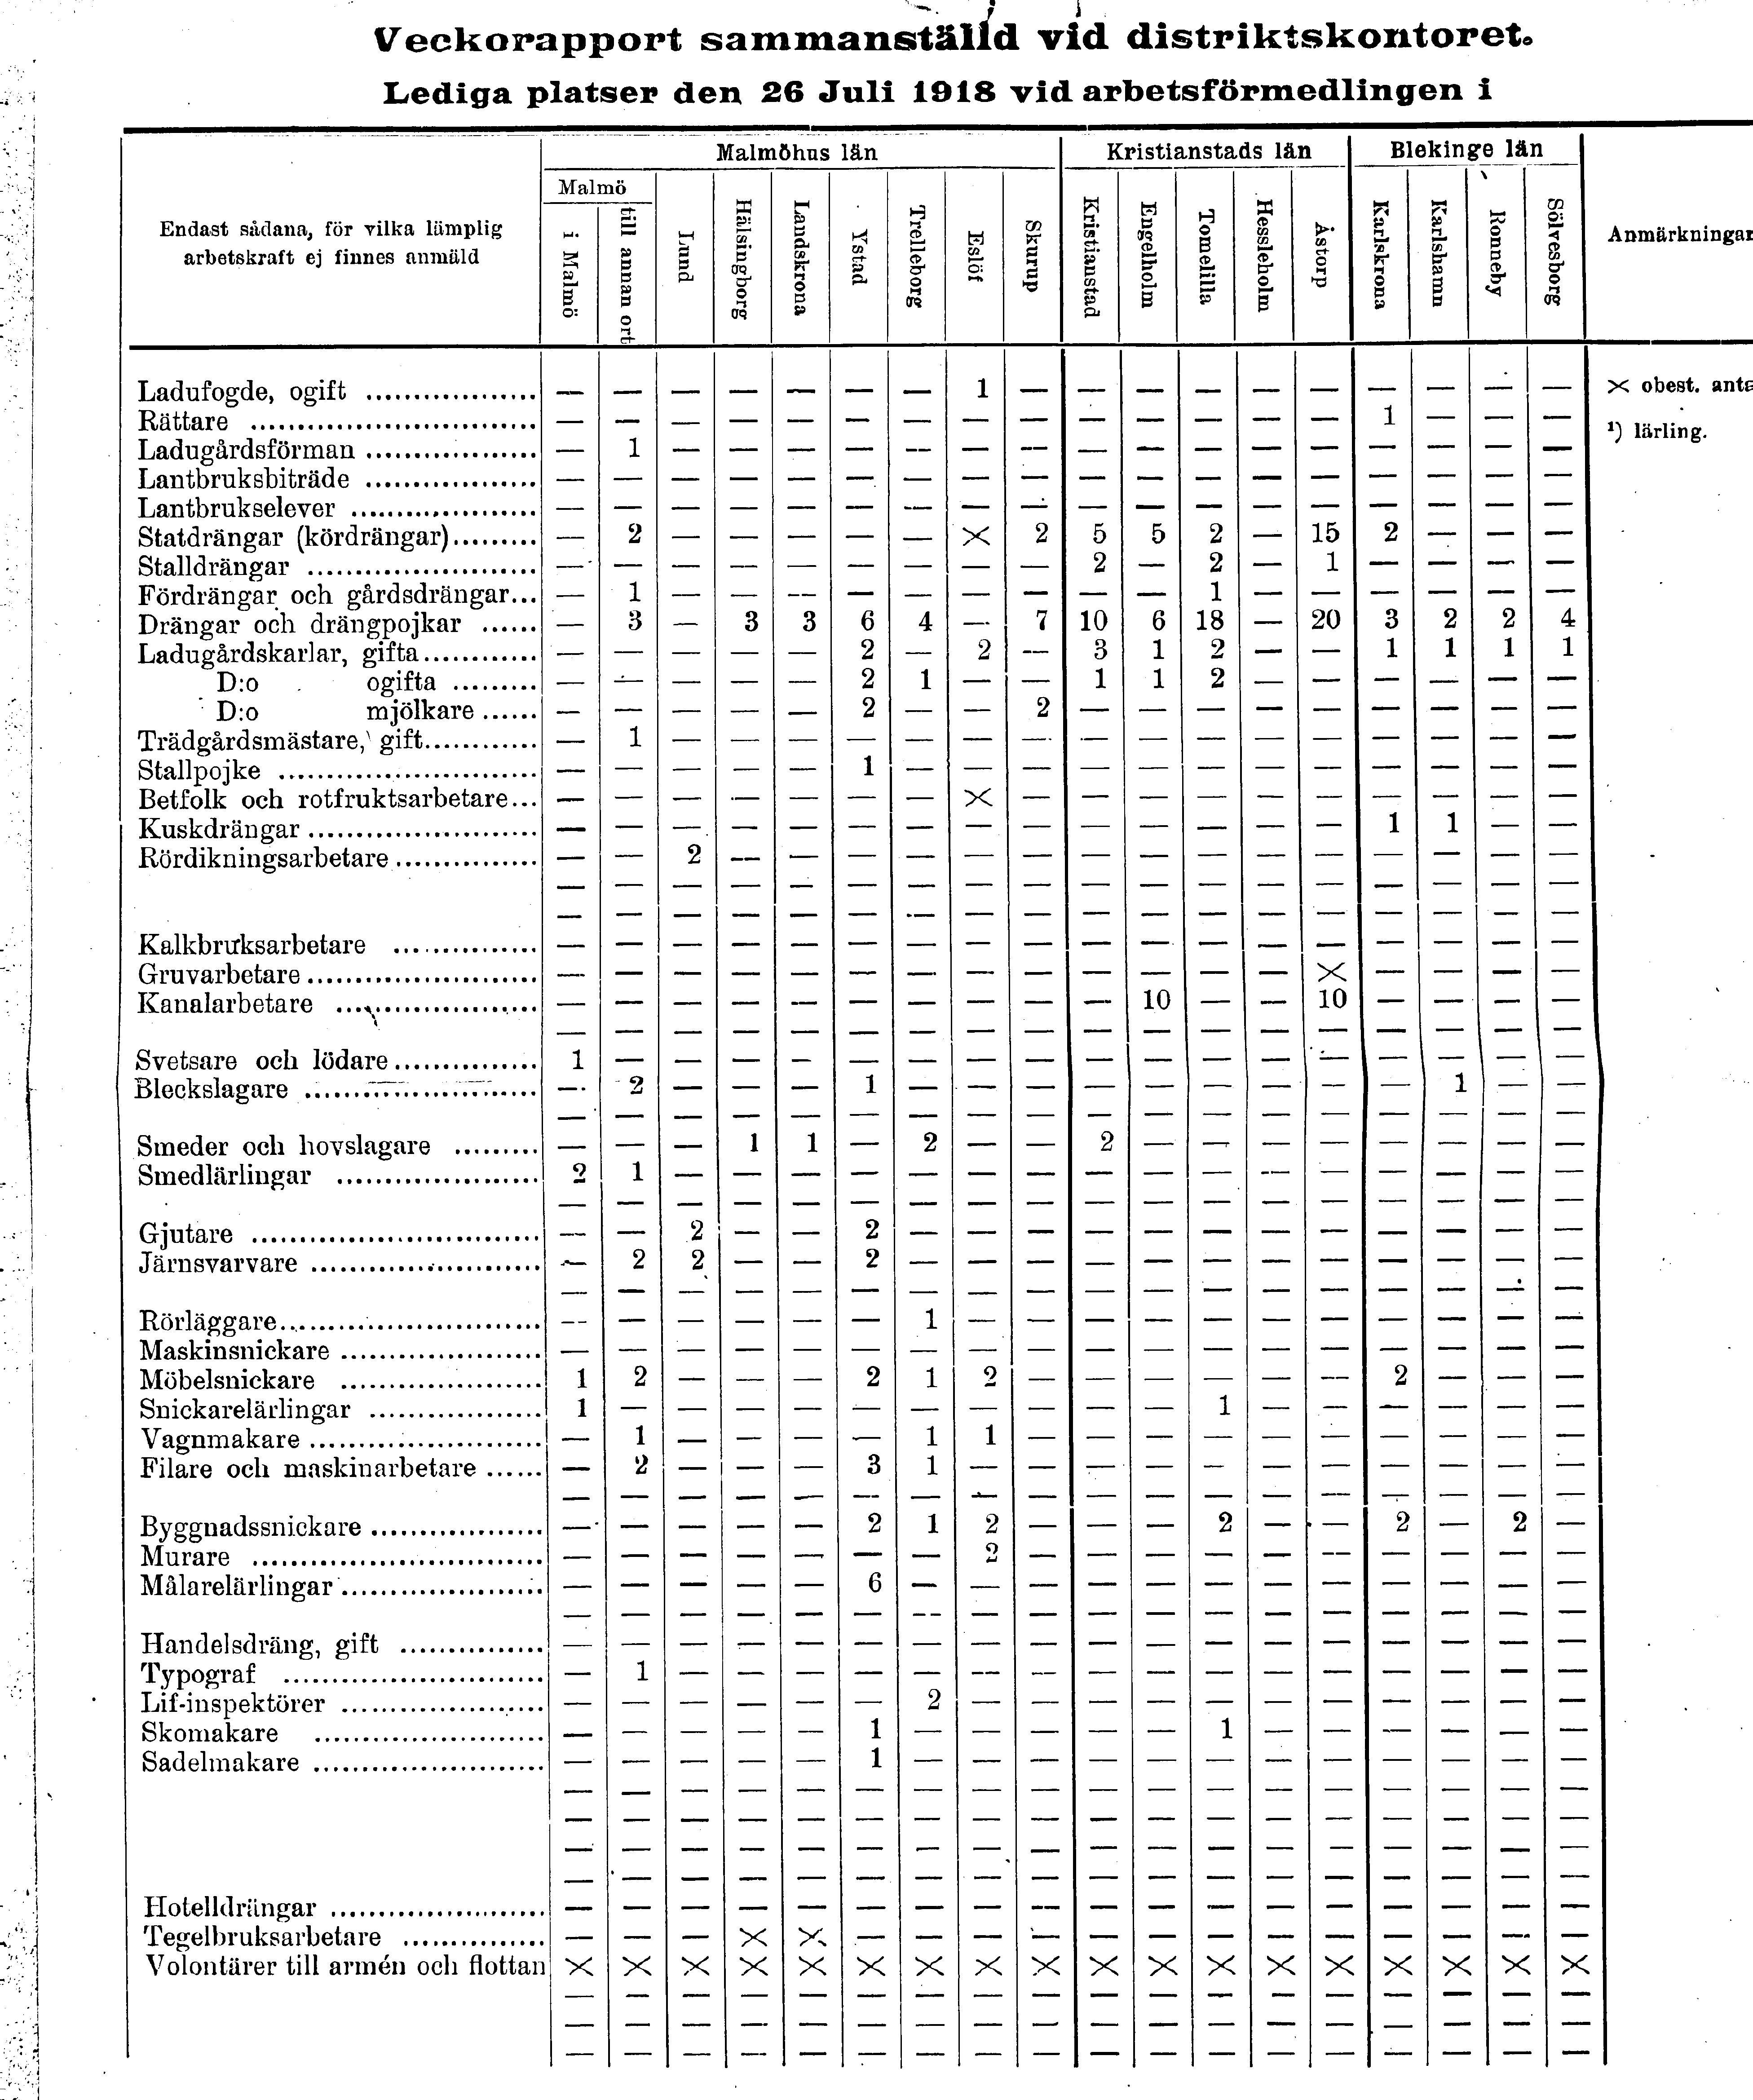 Veckorapport sammanställd vid distriktskontoret.
Lediga platser den 26 Juli 1918 vid arbetsförmedlingen i
Endast sådana, för vilka lämplig
arbetskraft ej finnes anmäld
Malmöhus län
Kristianstads län
Blekinge län
Anmärkningar
Malmö
i Malmö
till annan ort
Lund
Hälsingborg
Landskrona
Ystad
Trelleborg
Eslöf
Skurup
Kristianstad
Engelholm
Tomelilla
Hessleholm
Åstorp
Karlskrona
Karlshamn
Ronneby
Sölvesborg
Ladufogde, ogift .................. — — — — — — — 1 — — — — — — — — — — × obest. anta
Rättare .............................. — — — — — — — — — — — — — — 1 — — —
¹) lärling.
Ladugårdsförman .................. — 1 — — — — — — — — — — — — — — — —
Lantbruksbiträde .................. — — — — — — — — — — — — — — — — — —
Lantbrukselever ................... — — — — — — — — — — — — — — — — — —
Statdrängar (kördrängar)......... — 2 — — — — — × 2 5 5 2 — 15 2 — — —
Stalldrängar ........................ — — — — — — — — — 2 — 2 — 1 — — — —
Fördrängar och gårdsdrängar... — 1 — — — — — — — — — 1 — — — — — —
Drängar och drängpojkar ...... — 3 — 3 3 6 4 — 7 10 6 18 — 20 3 2 2 4
Ladugårdskarlar, gifta............ — — — — — 2 — 2 — 3 1 2 — — 1 1 1 1
D:o ogifta ......... — — — — — 2 1 — — 1 1 2 — — — — — —
D:o mjölkare ...... — — — — — 2 — — 2 — — — — — — — — —
Trädgårdsmästare, gift............ — 1 — — — — — — — — — — — — — — — —
Stallpojke ........................... — — — — — 1 — — — — — — — — — — — —
Betfolk och rotfruktsarbetare... — — — — — — — × — — — — — — — — — —
Kuskdrängar ........................ — — — — — — — — — — — — — — 1 1 — —
Rördikningsarbetare ............... — — 2 — — — — — — — — — — — — — — —
— — — — — — — — — — — — — — — — — —
— — — — — — — — — — — — — — — — — —
Kalkbruksarbetare ............... — — — — — — — — — — — — — — — — — —
Gruvarbetare ........................ — — — — — — — — — — — — — × — — — —
Kanalarbetare ..................... — — — — — — — — — — 10 — — 10 — — — —
— — — — — — — — — — — — — — — — — —
Svetsare och lödare ............... 1 — — — — — — — — — — — — — — — — —
Bleckslagare ........................ — 2 — — — 1 — — — — — — — — — 1 — —
— — — — — — — — — — — — — — — — — —
Smeder och hovslagare ......... — — — 1 1 — 2 — — 2 — — — — — — — —
Smedlärlingar ..................... 2 1 — — — — — — — — — — — — — — — —
— — — — — — — — — — — — — — — — — —
Gjutare .............................. — — 2 — — 2 — — — — — — — — — — — —
Järnsvarvare ........................ — 2 2 — — 2 — — — — — — — — — — — —
— — — — — — — — — — — — — — — — — —
Rörläggare........................... — — — — — — 1 — — — — — — — — — — —
Maskinsnickare ..................... — — — — — — — — — — — — — — — — — —
Möbelsnickare ..................... 1 2 — — — 2 1 2 — — — — — — 2 — — —
Snickarelärlingar .................. 1 — — — — — — — — — — 1 — — — — — —
Vagnmakare ........................ — 1 — — — — 1 1 — — — — — — — — — —
Filare och maskinarbetare ...... — 2 — — — 3 1 — — — — — — — — — — —
— — — — — — — — — — — — — — — — — —
Byggnadssnickare .................. — — — — — 2 1 2 — — — 2 — — 2 — 2 —
Murare .............................. — — — — — — — 2 — — — — — — — — — —
Målarelärlingar ..................... — — — — — 6 — — — — — — — — — — — —
— — — — — — — — — — — — — — — — — —
Handelsdräng, gift ............... — — — — — — — — — — — — — — — — — —
Typograf ........................... — 1 — — — — — — — — — — — — — — — —
Lif-inspektörer ..................... — — — — — — 2 — — — — — — — — — — —
Skomakare ........................ — — — — — 1 — — — — — 1 — — — — — —
Sadelmakare ........................ — — — — — 1 — — — — — — — — — — — —
— — — — — — — — — — — — — — — — — —
— — — — — — — — — — — — — — — — — —
— — — — — — — — — — — — — — — — — —
— — — — — — — — — — — — — — — — — —
Hotelldrängar ...................... — — — — — — — — — — — — — — — — — —
Tegelbruksarbetare ............... — — — × × — — — — — — — — — — — — —
Volontärer till armén och flottan × × × × × × × × × × × × × × × × × ×
— — — — — — — — — — — — — — — — — —
— — — — — — — — — — — — — — — — — —
— — — — — — — — — — — — — — — — — —